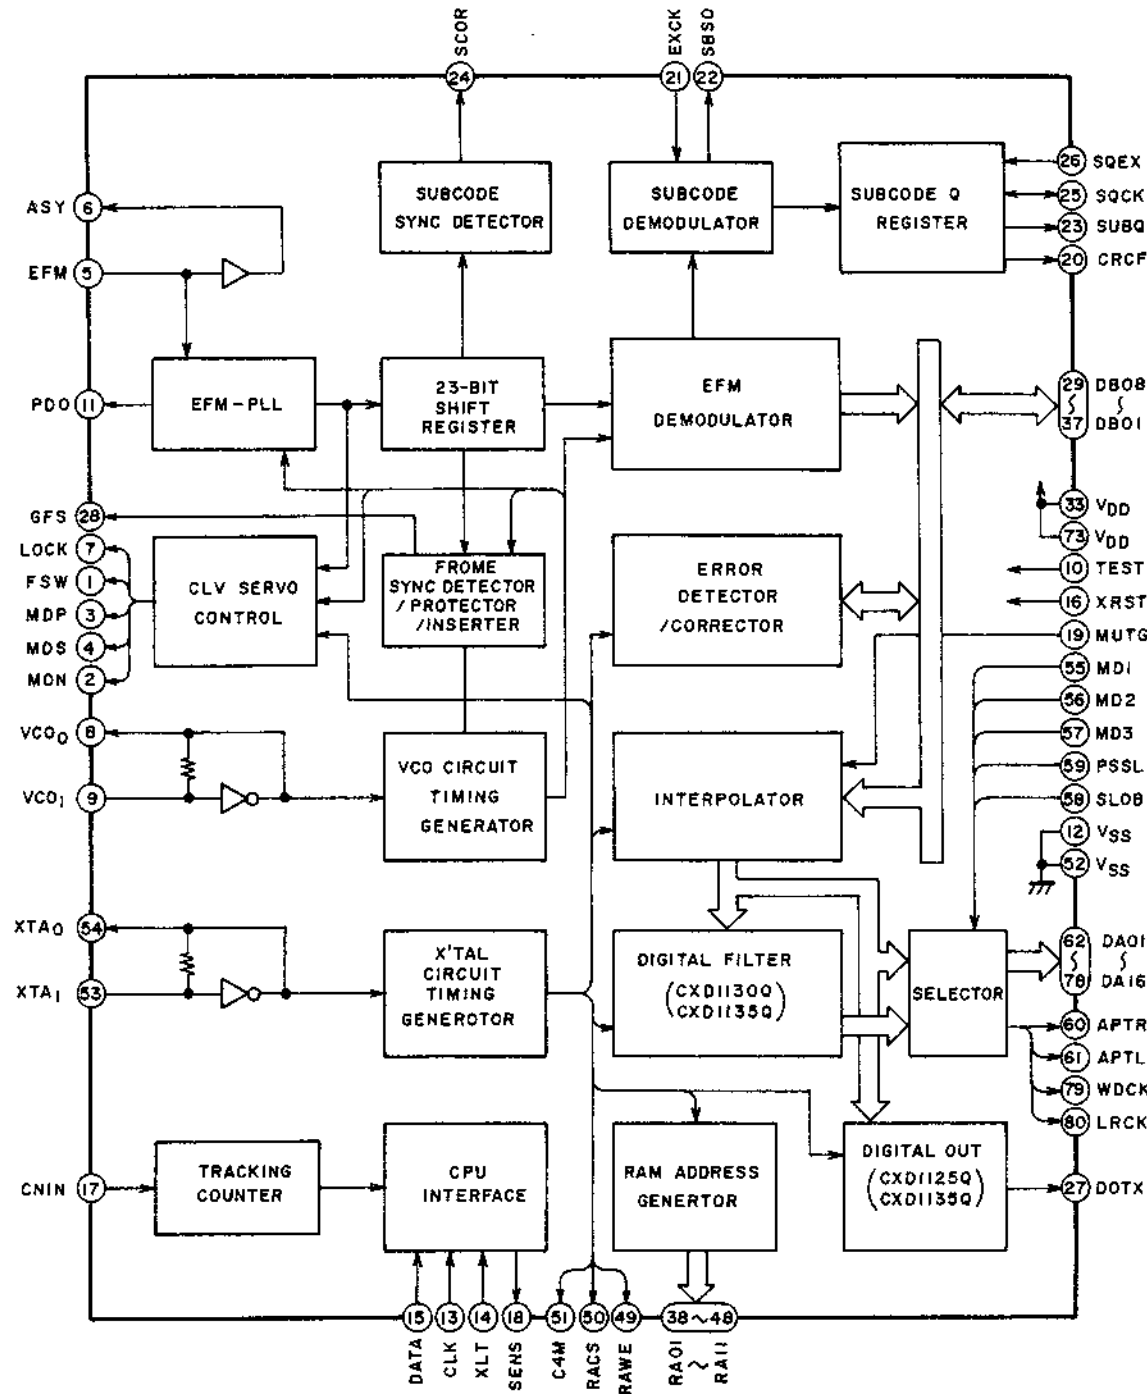 SCOR
EXCK
SBSO
24
21
22
SUBCODE
SYNC DETECTOR
SUBCODE
DEMODULATOR
SUBCODE Q
REGISTER
26 SQEX
25 SQCK
23 SUBQ
20 CRCF
ASY 6
EFM 5
PDO 11
EFM-PLL
23-BIT
SHIFT
REGISTER
EFM
DEMODULATOR
29 DB08
~
37 DB01
GFS 28
LOCK 7
FSW 1
MDP 3
MDS 4
MON 2
CLV SERVO
CONTROL
FROME
SYNC DETECTOR
/PROTECTOR
/INSERTER
ERROR
DETECTOR
/CORRECTOR
33 VDD
73 VDD
10 TEST
16 XRST
19 MUTG
55 MD1
56 MD2
57 MD3
59 PSSL
58 SLOB
12 VSS
52 VSS
VCOO 8
VCOI 9
VCO CIRCUIT
TIMING
GENERATOR
INTERPOLATOR
XTAO 54
XTAI 53
X'TAL
CIRCUIT
TIMING
GENEROTOR
DIGITAL FILTER
(CXD1130Q
CXD1135Q)
SELECTOR
62 DA01
~
78 DA16
60 APTR
61 APTL
79 WDCK
80 LRCK
CNIN 17
TRACKING
COUNTER
CPU
INTERFACE
RAM ADDRESS
GENERTOR
DIGITAL OUT
(CXD1125Q
CXD1135Q)
27 DOTX
15
13
14
18
51
50
49
38~48
DATA
CLK
XLT
SENS
C4M
RACS
RAWE
RA01
~
RA11